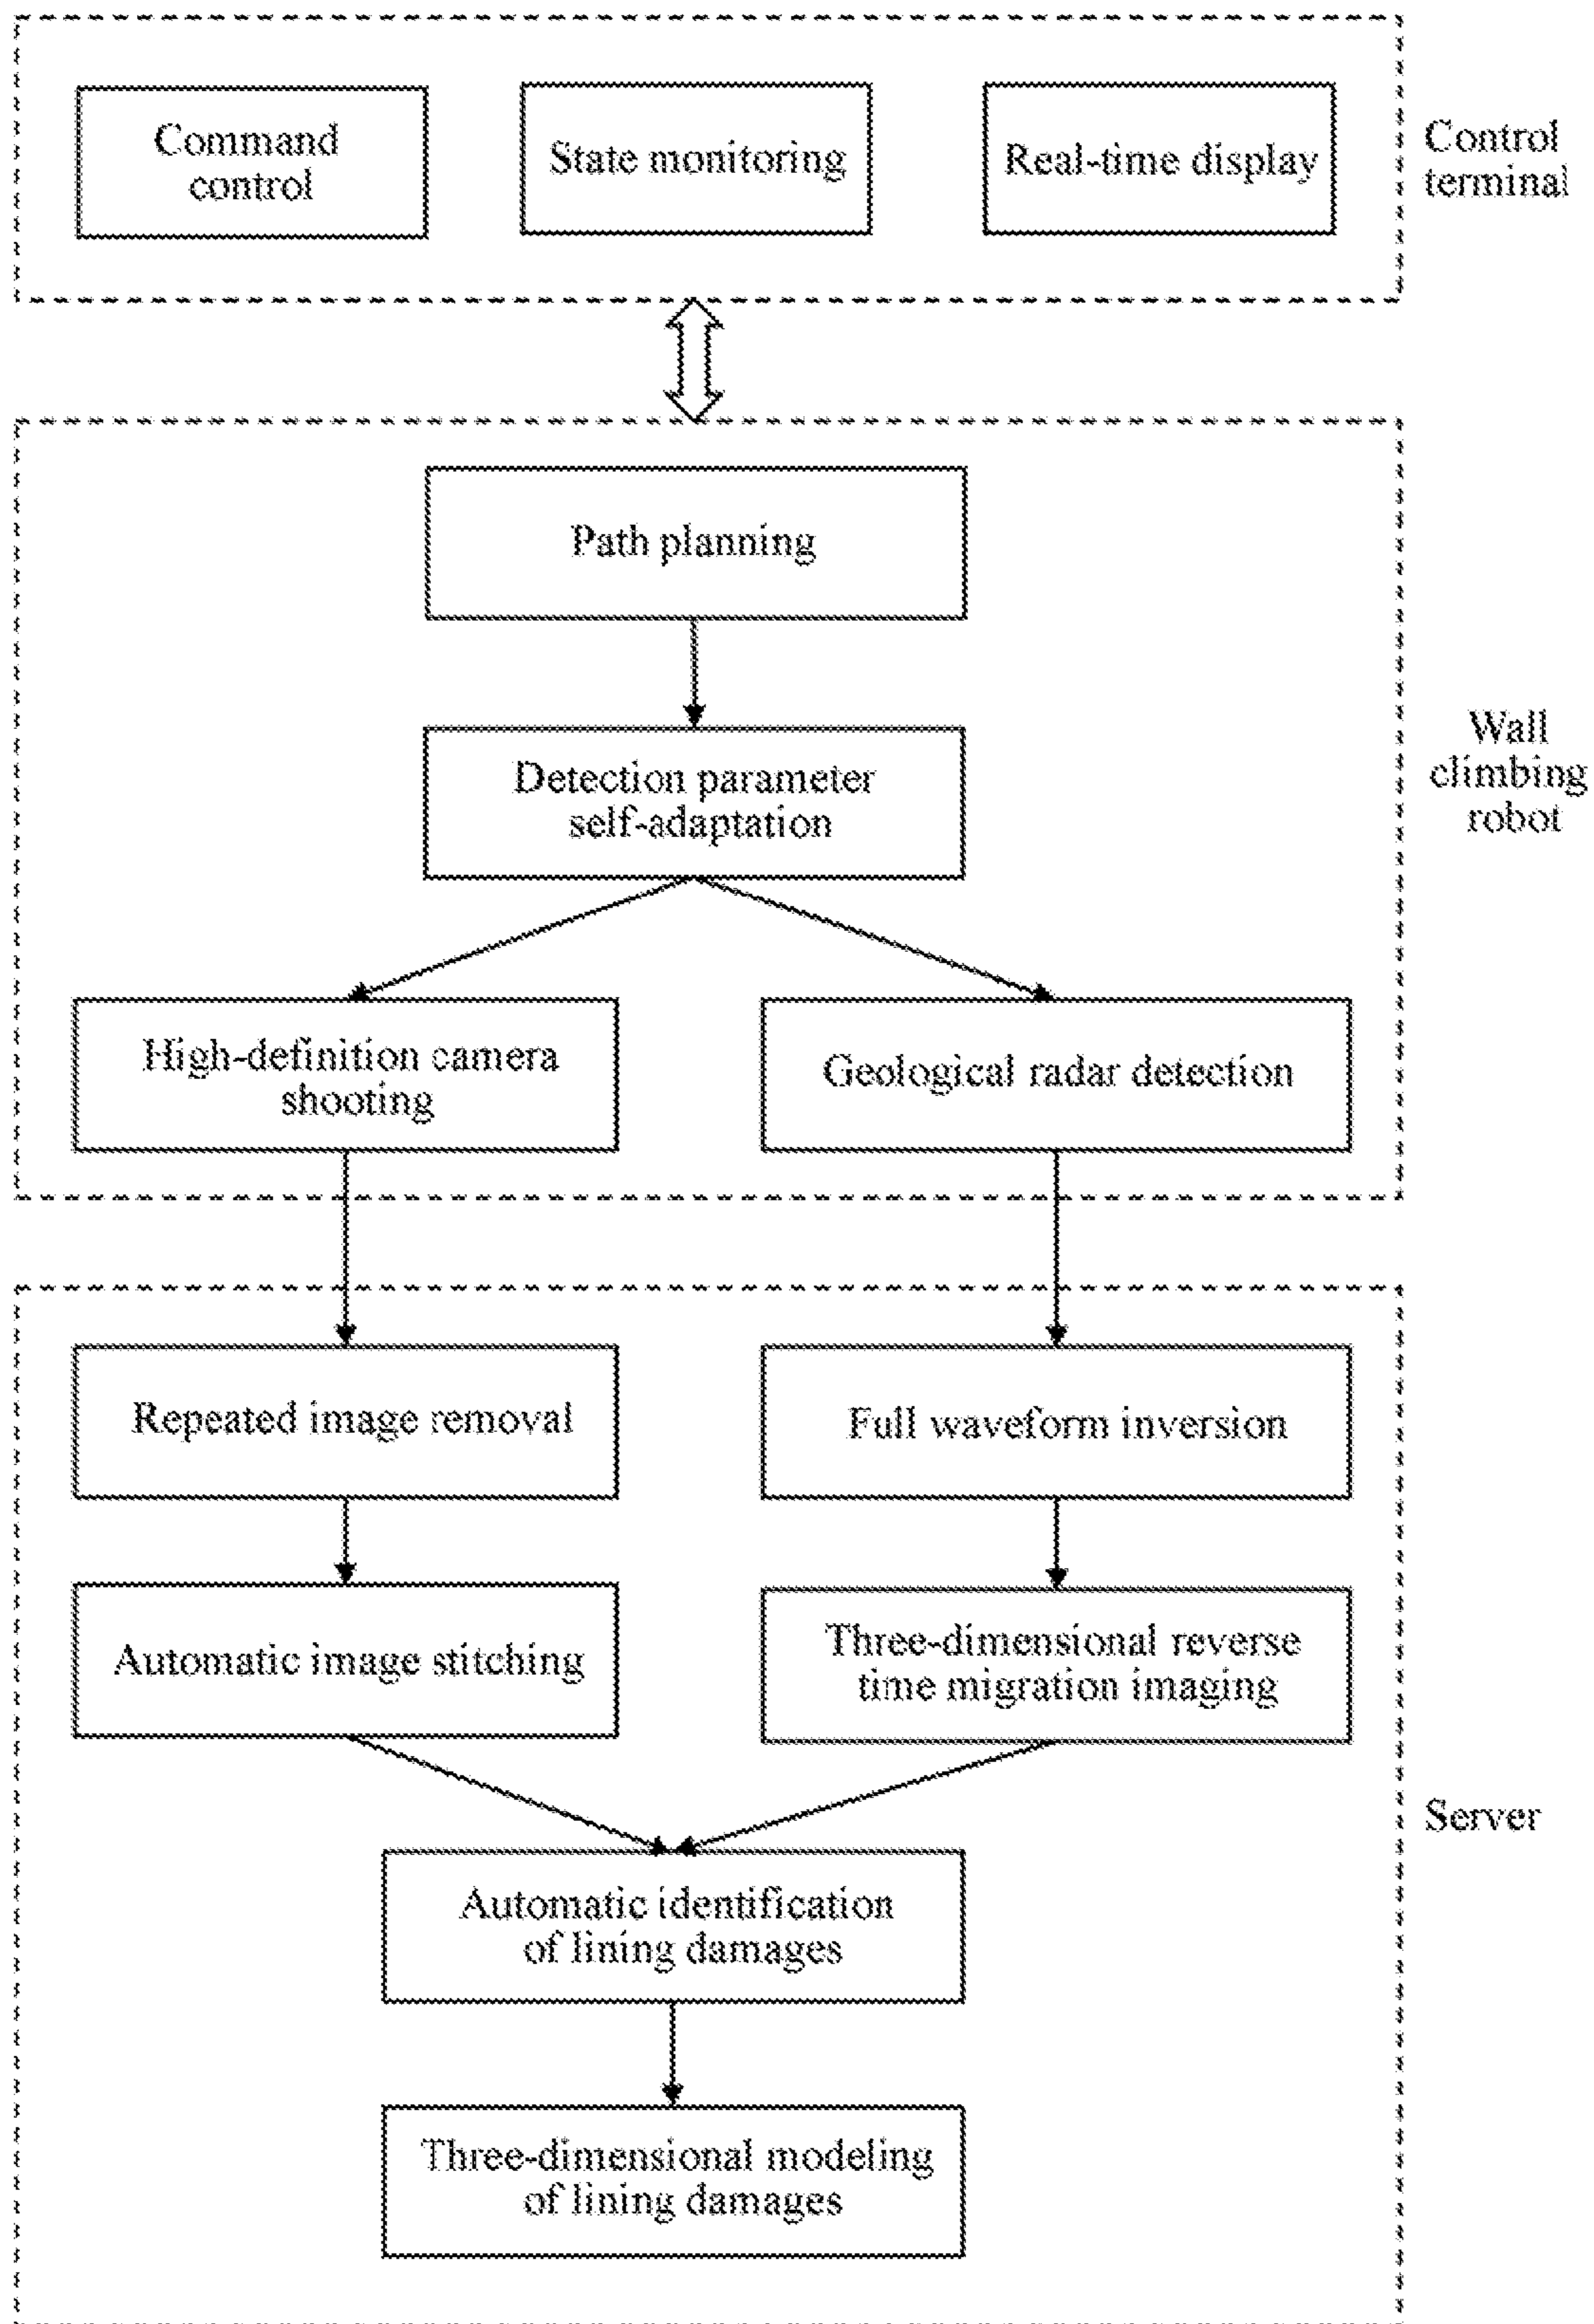 Command
control
State monitoring
Real-time display
Control
terminal
Path planning
Detection parameter
self-adaptation
Wall
climbing
robot
High-definition camera
shooting
Geological radar detection
Repeated image removal
Full waveform inversion
Automatic image stitching
Three-dimensional reverse
time migration imaging
Server
Automatic identification
of lining damages
Three-dimensional modeling
of lining damages